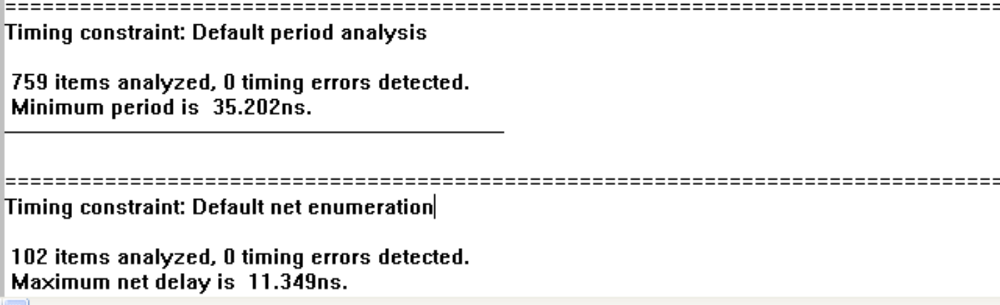 ================================================================================
Timing constraint: Default period analysis
759 items analyzed, 0 timing errors detected.
Minimum period is  35.202ns.
================================================================================
Timing constraint: Default net enumeration
102 items analyzed, 0 timing errors detected.
Maximum net delay is  11.349ns.